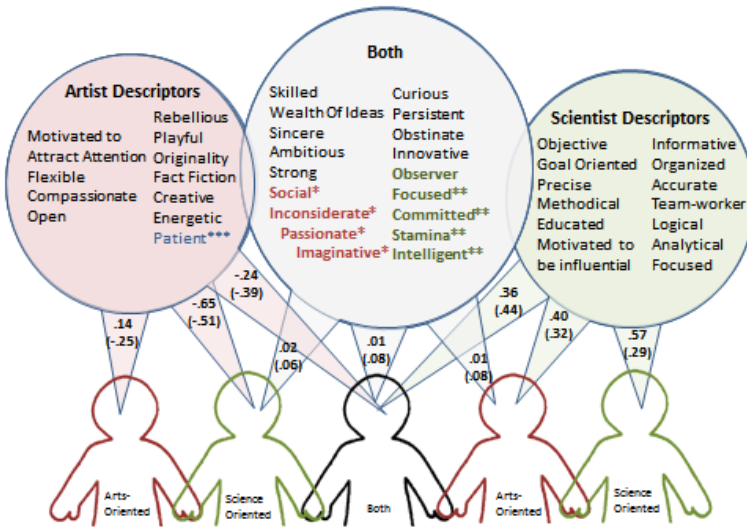 Both
Skilled
Wealth Of Ideas
Sincere
Ambitious
Strong
Social*
Inconsiderate*
Passionate*
Imaginative*
Curious
Persistent
Obstinate
Innovative
Observer
Focused**
Committed**
Stamina**
Intelligent**
Artist Descriptors
Motivated to
Attract Attention
Flexible
Compassionate
Open
Rebellious
Playful
Originality
Fact Fiction
Creative
Energetic
Patient***
Scientist Descriptors
Objective
Goal Oriented
Precise
Methodical
Educated
Motivated to
be influential
Informative
Organized
Accurate
Team-worker
Logical
Analytical
Focused
.14
(-.25)
-.65
(-.51)
-.24
(-.39)
.02
(.06)
.01
(.08)
.01
(.08)
.36
(.44)
.40
(.32)
.57
(.29)
Arts-
Oriented
Science
Oriented
Both
Arts-
Oriented
Science
Oriented